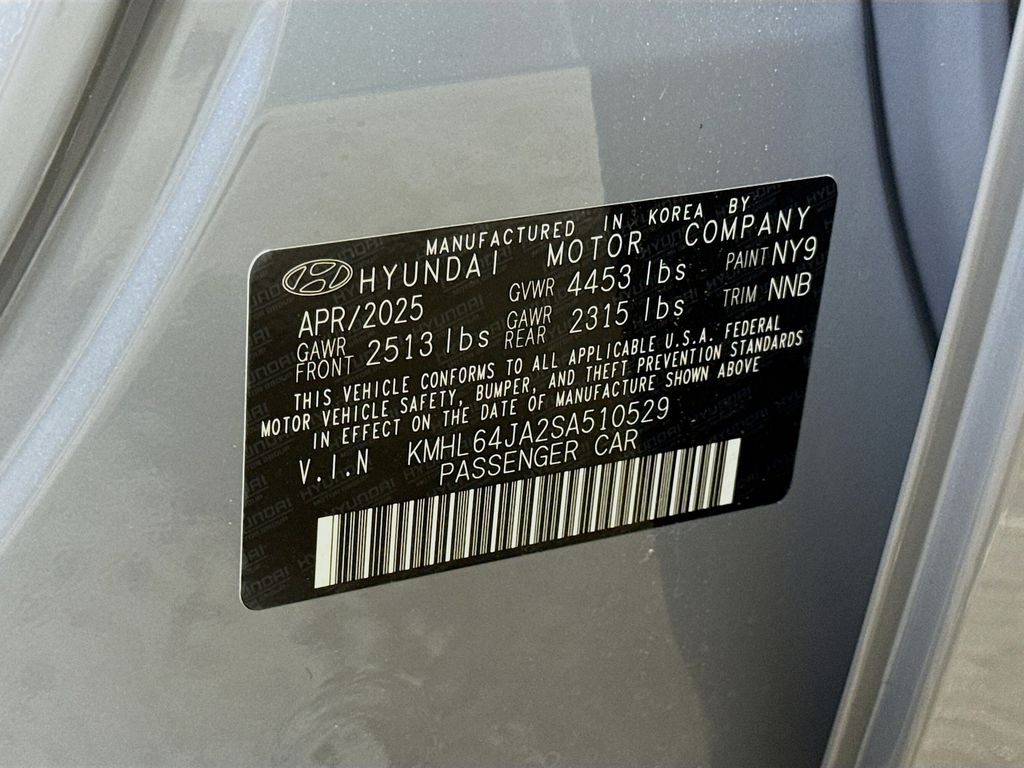 MANUFACTURED IN KOREA BY
HYUNDAI MOTOR COMPANY
APR/2025 GVWR 4453 lbs PAINT NY9
GAWR FRONT 2513 lbs GAWR REAR 2315 lbs TRIM NNB
THIS VEHICLE CONFORMS TO ALL APPLICABLE U.S.A. FEDERAL
MOTOR VEHICLE SAFETY, BUMPER, AND THEFT PREVENTION STANDARDS
IN EFFECT ON THE DATE OF MANUFACTURE SHOWN ABOVE
V.I.N KMHL64JA2SA510529
PASSENGER CAR